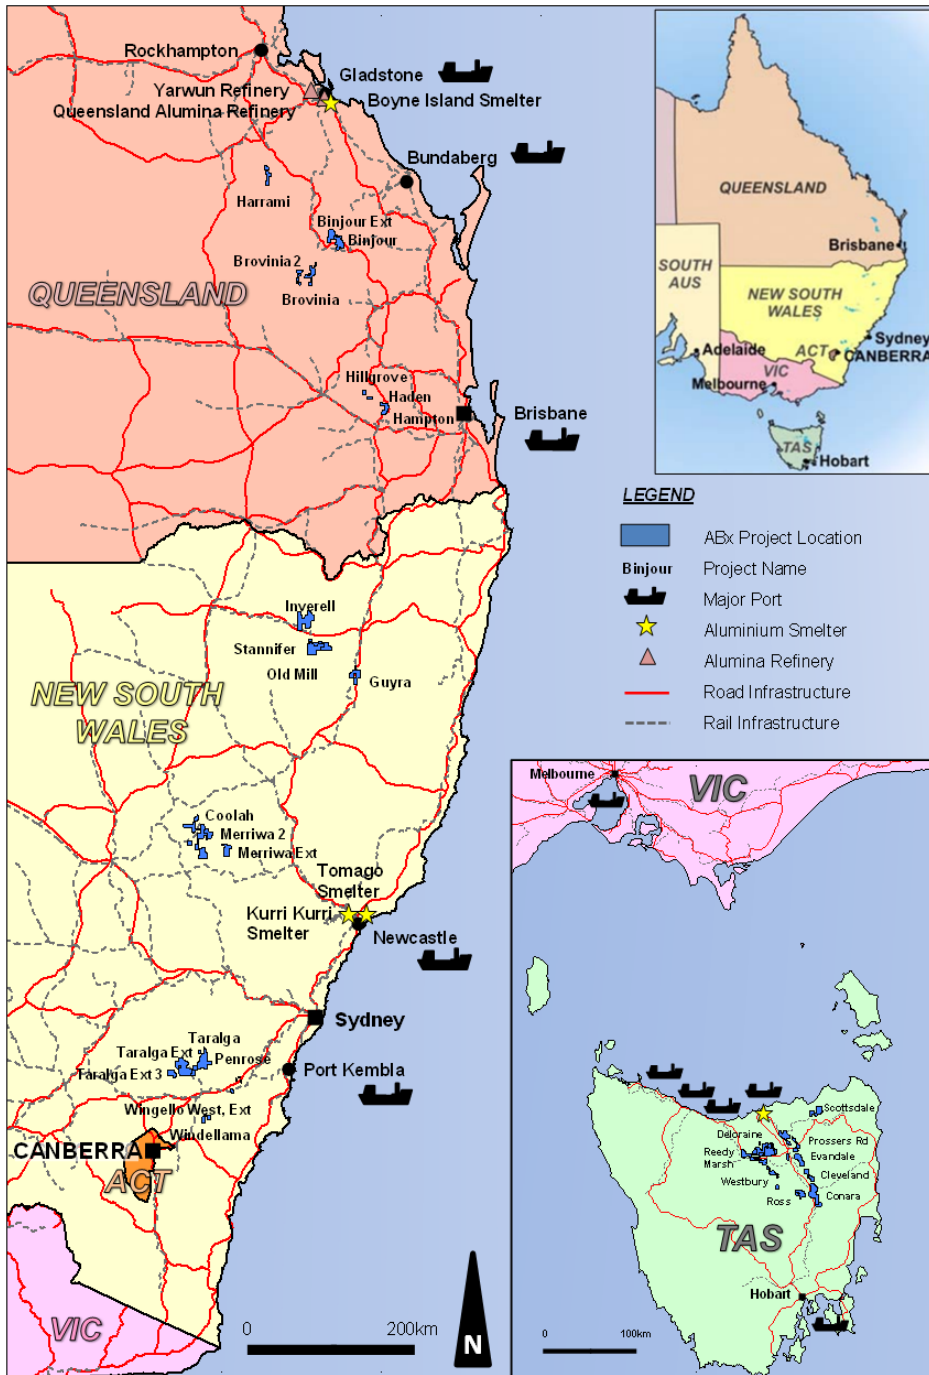 Rockhampton
Gladstone
Yarwun Refinery
Boyne Island Smelter
Queensland Alumina Refinery
Bundaberg
Harrami
Binjour Ext
Binjour
Brovinia 2
Brovinia
QUEENSLAND
Hillgrove
Haden
Hampton
Brisbane
Inverell
Stannifer
Old Mill
Guyra
NEW SOUTH
WALES
Coolah
Merriwa 2
Merriwa Ext
Tomago
Smelter
Kurri Kurri
Smelter
Newcastle
Sydney
Taralga
Taralga Ext
Penrose
Taralga Ext 3
Port Kembla
Wingello West, Ext
Windellama
CANBERRA
ACT
VIC
0
200km
N
QUEENSLAND
Brisbane
SOUTH
AUS
NEW SOUTH
WALES
Sydney
Adelaide
ACT
CANBERRA
VIC
Melbourne
TAS
Hobart
LEGEND
ABx Project Location
Binjour Project Name
Major Port
Aluminium Smelter
Alumina Refinery
Road Infrastructure
Rail Infrastructure
Melbourne
VIC
Scottsdale
Deloraine
Prossers Rd
Reedy
Marsh
Evandale
Westbury
Cleveland
Ross
Conara
TAS
Hobart
0
100km